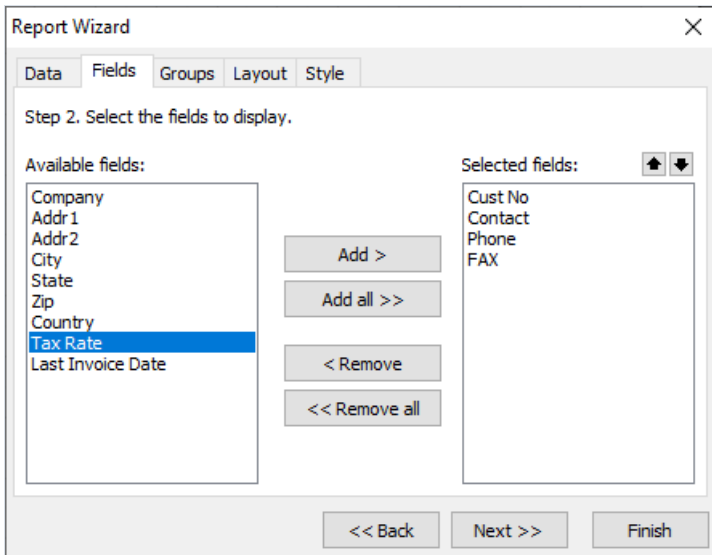 Report Wizard
Data Fields Groups Layout Style
Step 2. Select the fields to display.
Available fields:
Company
Addr1
Addr2
City
State
Zip
Country
Tax Rate
Last Invoice Date
Add >
Add all >>
< Remove
<< Remove all
Selected fields:
Cust No
Contact
Phone
FAX
<< Back Next >> Finish